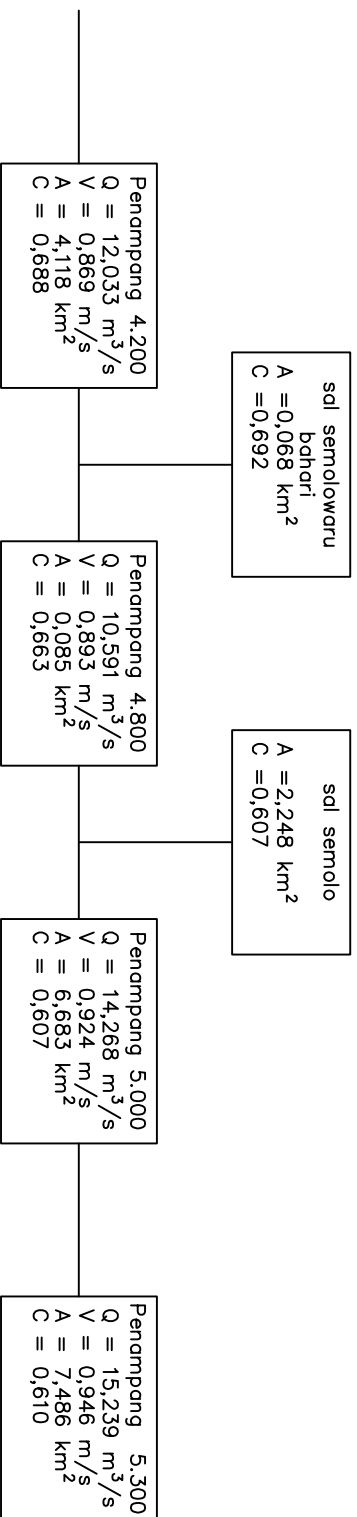 sal semolowaru
bahari
A =0,068 km²
C =0,692
sal semolo
A =2,248 km²
C =0,607
Penampang 4.200
Q = 12,033 m³/s
V = 0,869 m/s
A = 4,118 km²
C = 0,688
Penampang 4.800
Q = 10,591 m³/s
V = 0,893 m/s
A = 0,085 km²
C = 0,663
Penampang 5.000
Q = 14,268 m³/s
V = 0,924 m/s
A = 6,683 km²
C = 0,607
Penampang 5.300
Q = 15,239 m³/s
V = 0,946 m/s
A = 7,486 km²
C = 0,610